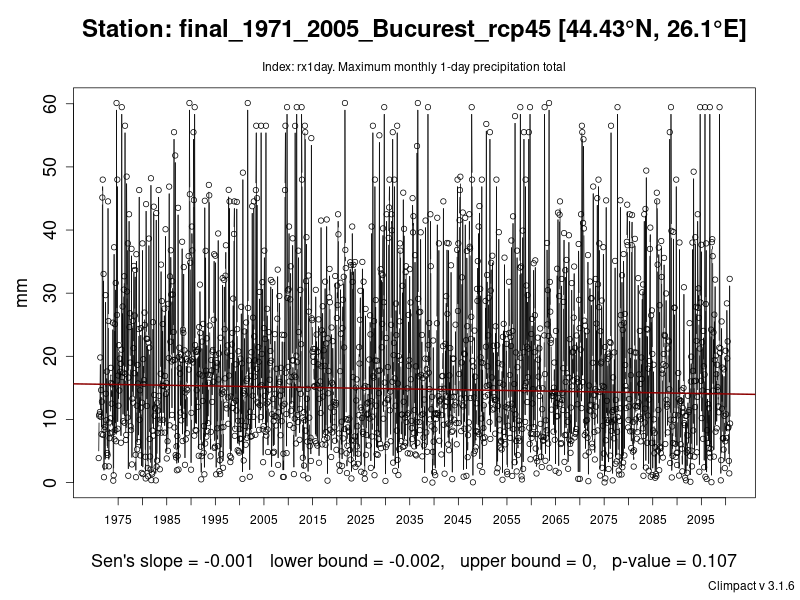 Station: final_1971_2005_Bucurest_rcp45 [44.43°N, 26.1°E]
Index: rx1day. Maximum monthly 1-day precipitation total
60
50
40
30
20
10
0
mm
1975 1985 1995 2005 2015 2025 2035 2045 2055 2065 2075 2085 2095
Sen's slope = -0.001 lower bound = -0.002, upper bound = 0, p-value = 0.107
Climpact v 3.1.6